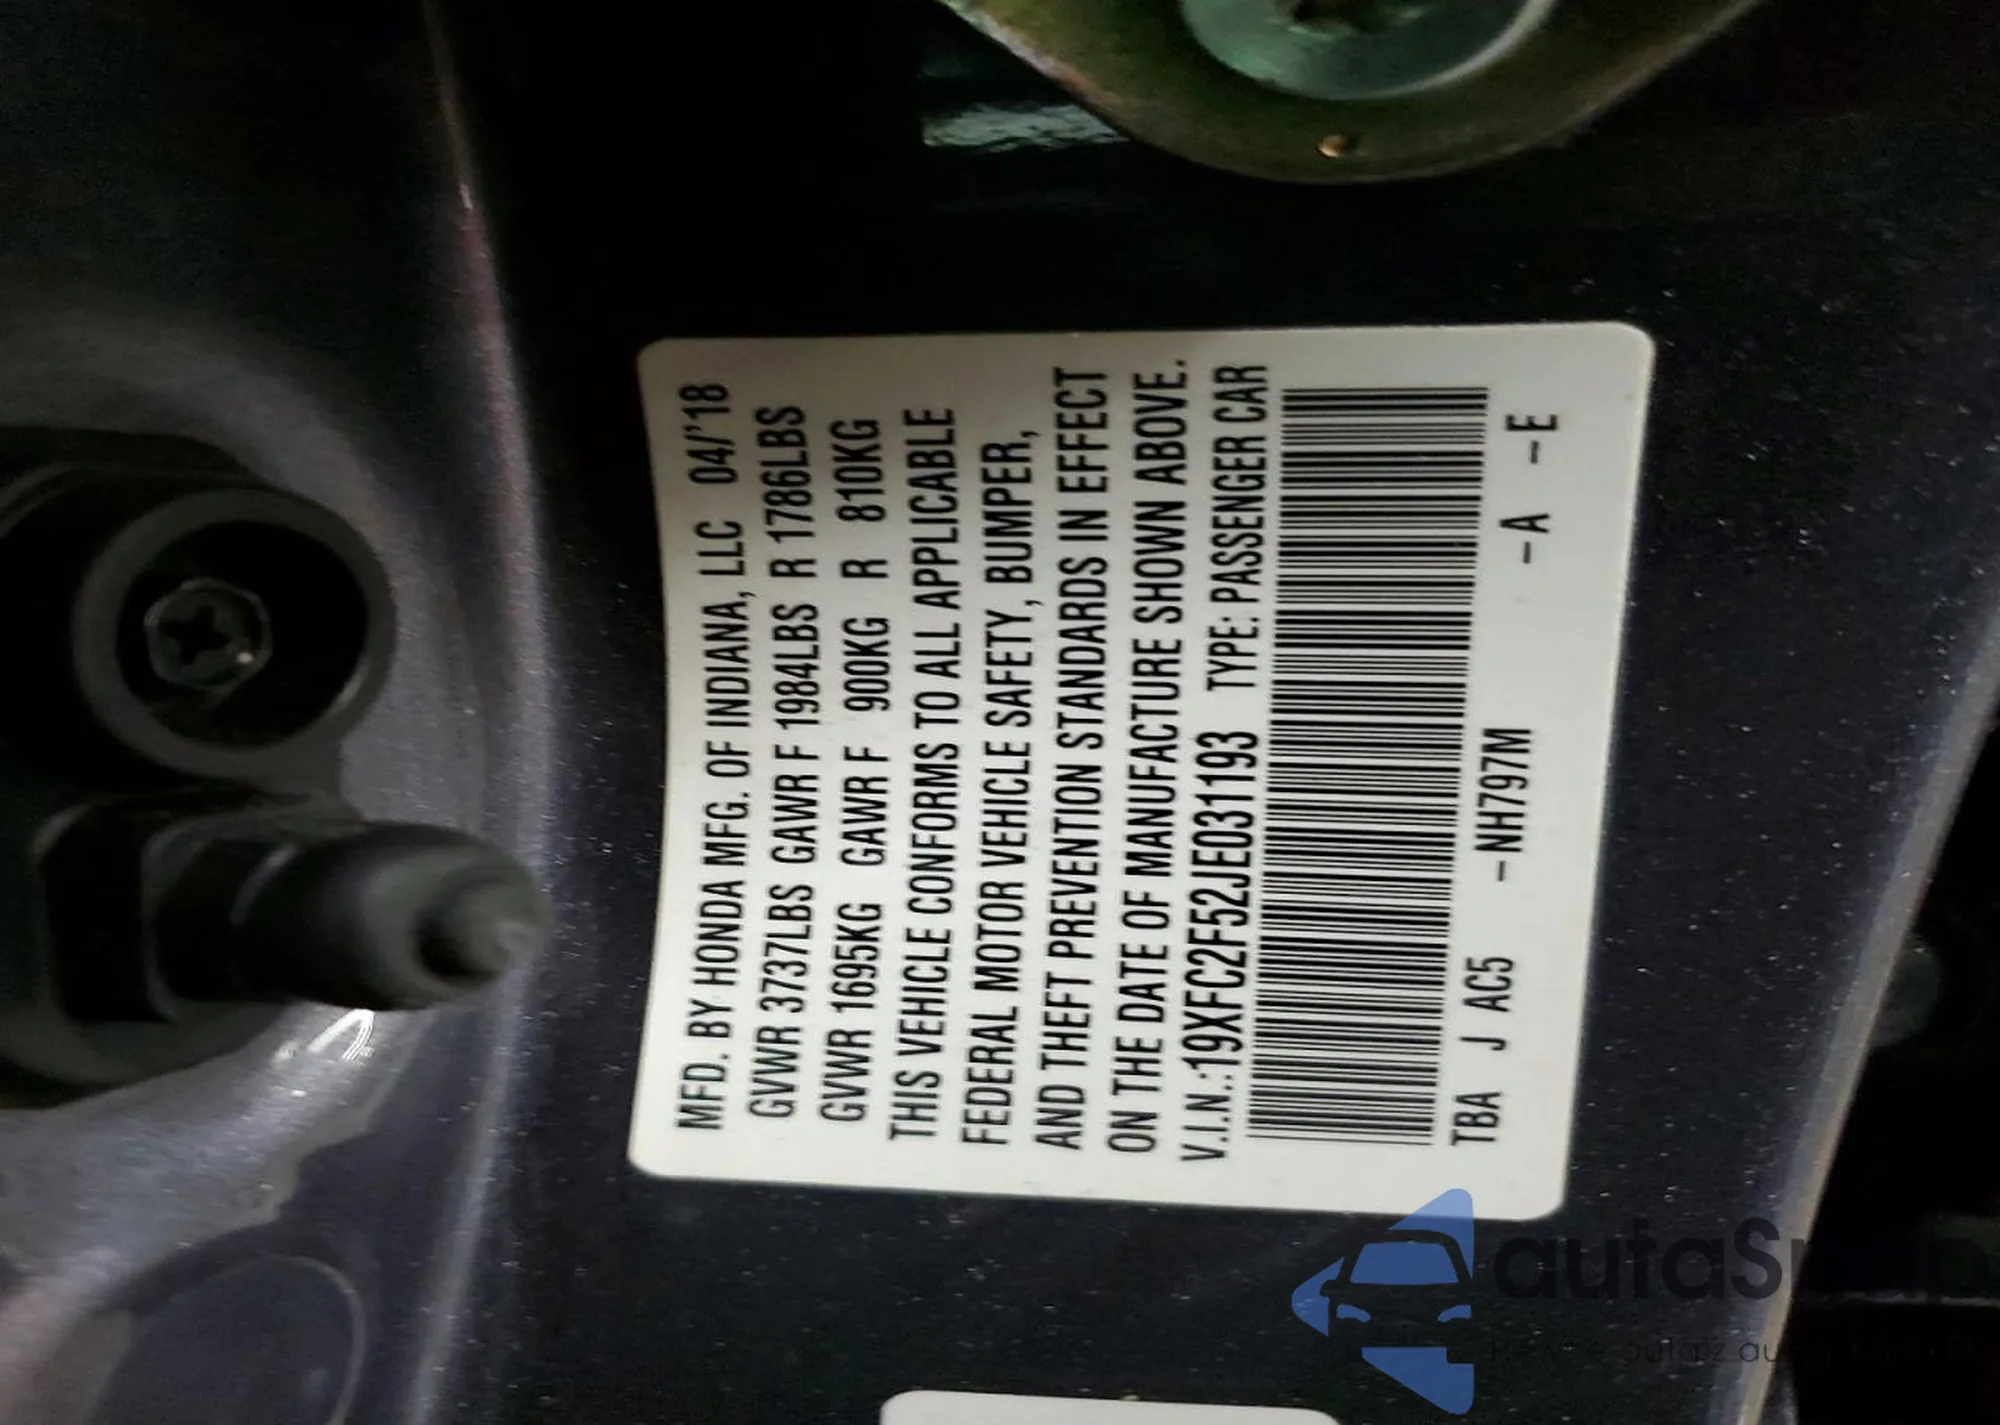 MFD. BY HONDA MFG. OF INDIANA, LLC 04/'18
GVWR 3737LBS GAWR F 1984LBS R 1786LBS
GVWR 1695KG GAWR F 900KG R 810KG
THIS VEHICLE CONFORMS TO ALL APPLICABLE
FEDERAL MOTOR VEHICLE SAFETY, BUMPER,
AND THEFT PREVENTION STANDARDS IN EFFECT
ON THE DATE OF MANUFACTURE SHOWN ABOVE.
V.I.N.:19XFC2F52JE031193 TYPE: PASSENGER CAR
TBA J AC5 -NH797M -A -E
autaS
auta z